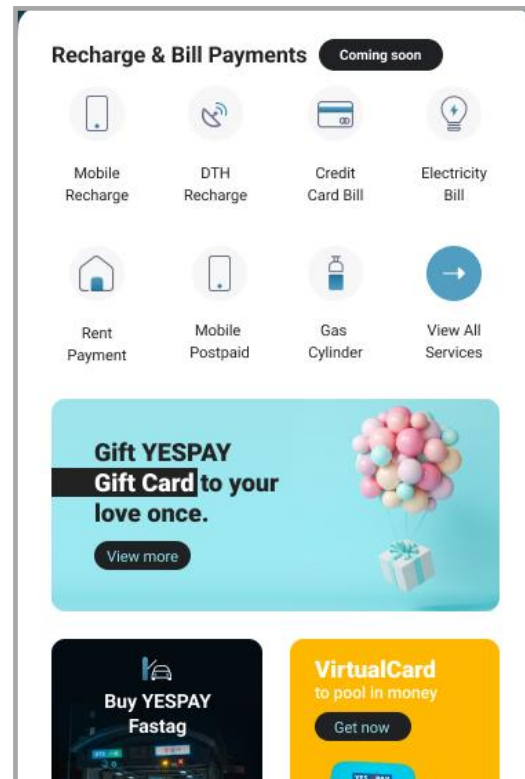 Recharge & Bill Payments
Coming soon
Mobile
Recharge
DTH
Recharge
Credit
Card Bill
Electricity
Bill
Rent
Payment
Mobile
Postpaid
Gas
Cylinder
View All
Services
Gift YESPAY
Gift Card to your
love once.
View more
Buy YESPAY
Fastag
VirtualCard
to pool in money
Get now
YES PAY